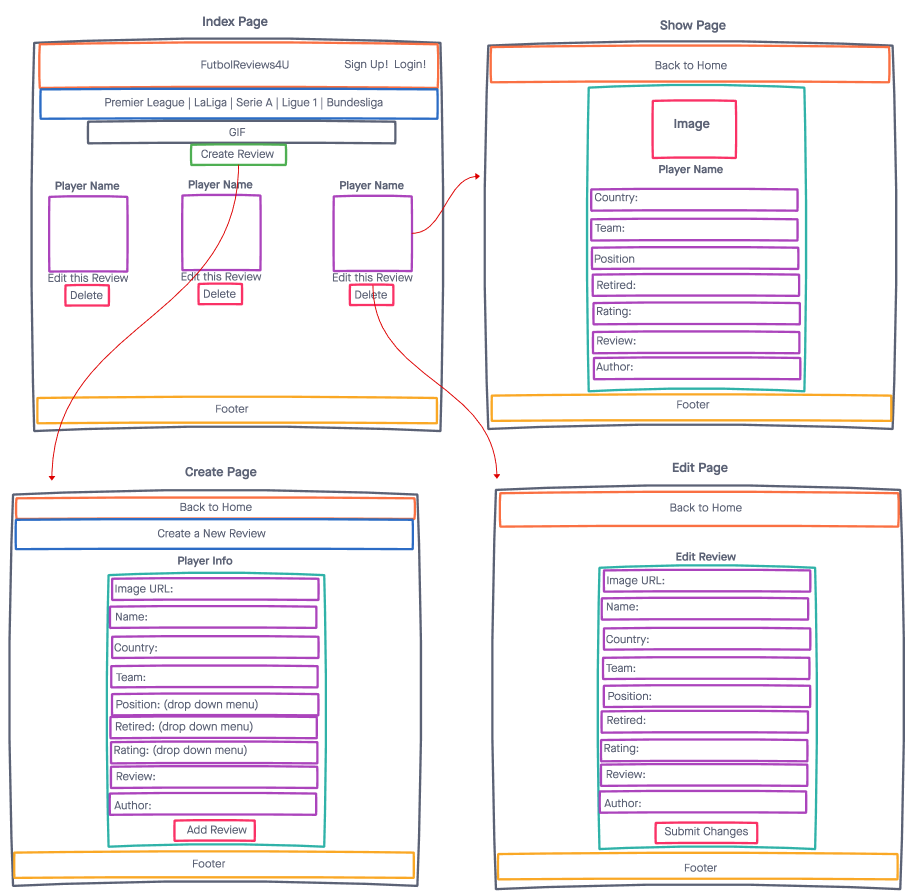 Index Page
FutbolReviews4U
Sign Up!  Login!
Premier League | LaLiga | Serie A | Ligue 1 | Bundesliga
GIF
Create Review
Player Name
Player Name
Player Name
Edit this Review
Edit this Review
Edit this Review
Delete
Delete
Delete
Footer
Show Page
Back to Home
Image
Player Name
Country:
Team:
Position
Retired:
Rating:
Review:
Author:
Footer
Create Page
Back to Home
Create a New Review
Player Info
Image URL:
Name:
Country:
Team:
Position: (drop down menu)
Retired: (drop down menu)
Rating: (drop down menu)
Review:
Author:
Add Review
Footer
Edit Page
Back to Home
Edit Review
Image URL:
Name:
Country:
Team:
Position:
Retired:
Rating:
Review:
Author:
Submit Changes
Footer